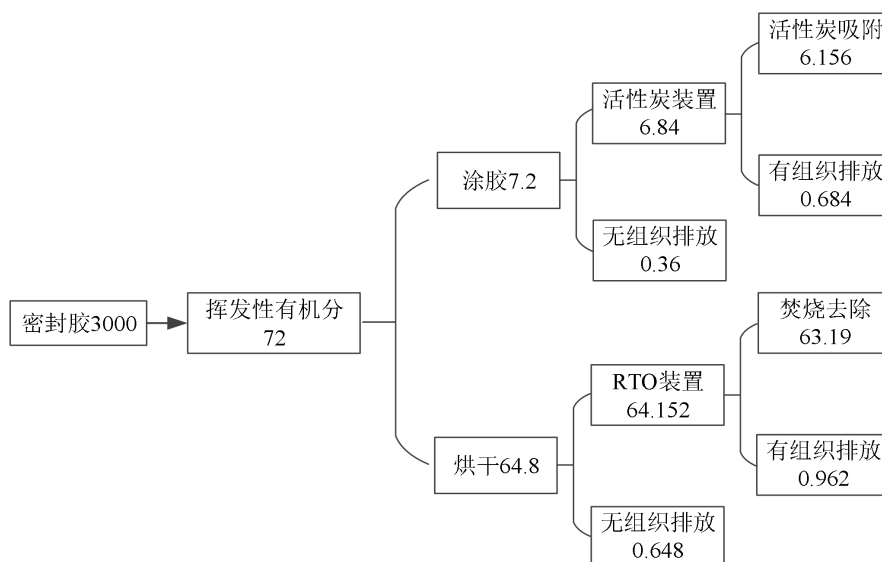 活性炭吸附
6.156
活性炭装置
6.84
涂胶7.2
有组织排放
0.684
无组织排放
0.36
密封胶3000
挥发性有机分
72
焚烧去除
63.19
RTO装置
64.152
烘干64.8
有组织排放
0.962
无组织排放
0.648